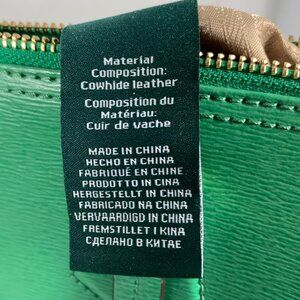 Material
Composition:
Cowhide leather
Composition du
Matériau:
Cuir de vache
MADE IN CHINA
HECHO EN CHINA
FABRIQUÉ EN CHINE
PRODOTTO IN CINA
HERGESTELLT IN CHINA
FABRICADO NA CHINA
VERVAARDIGD IN CHINA
FREMSTILLET I KINA
СДЕЛАНО В КИТАЕ